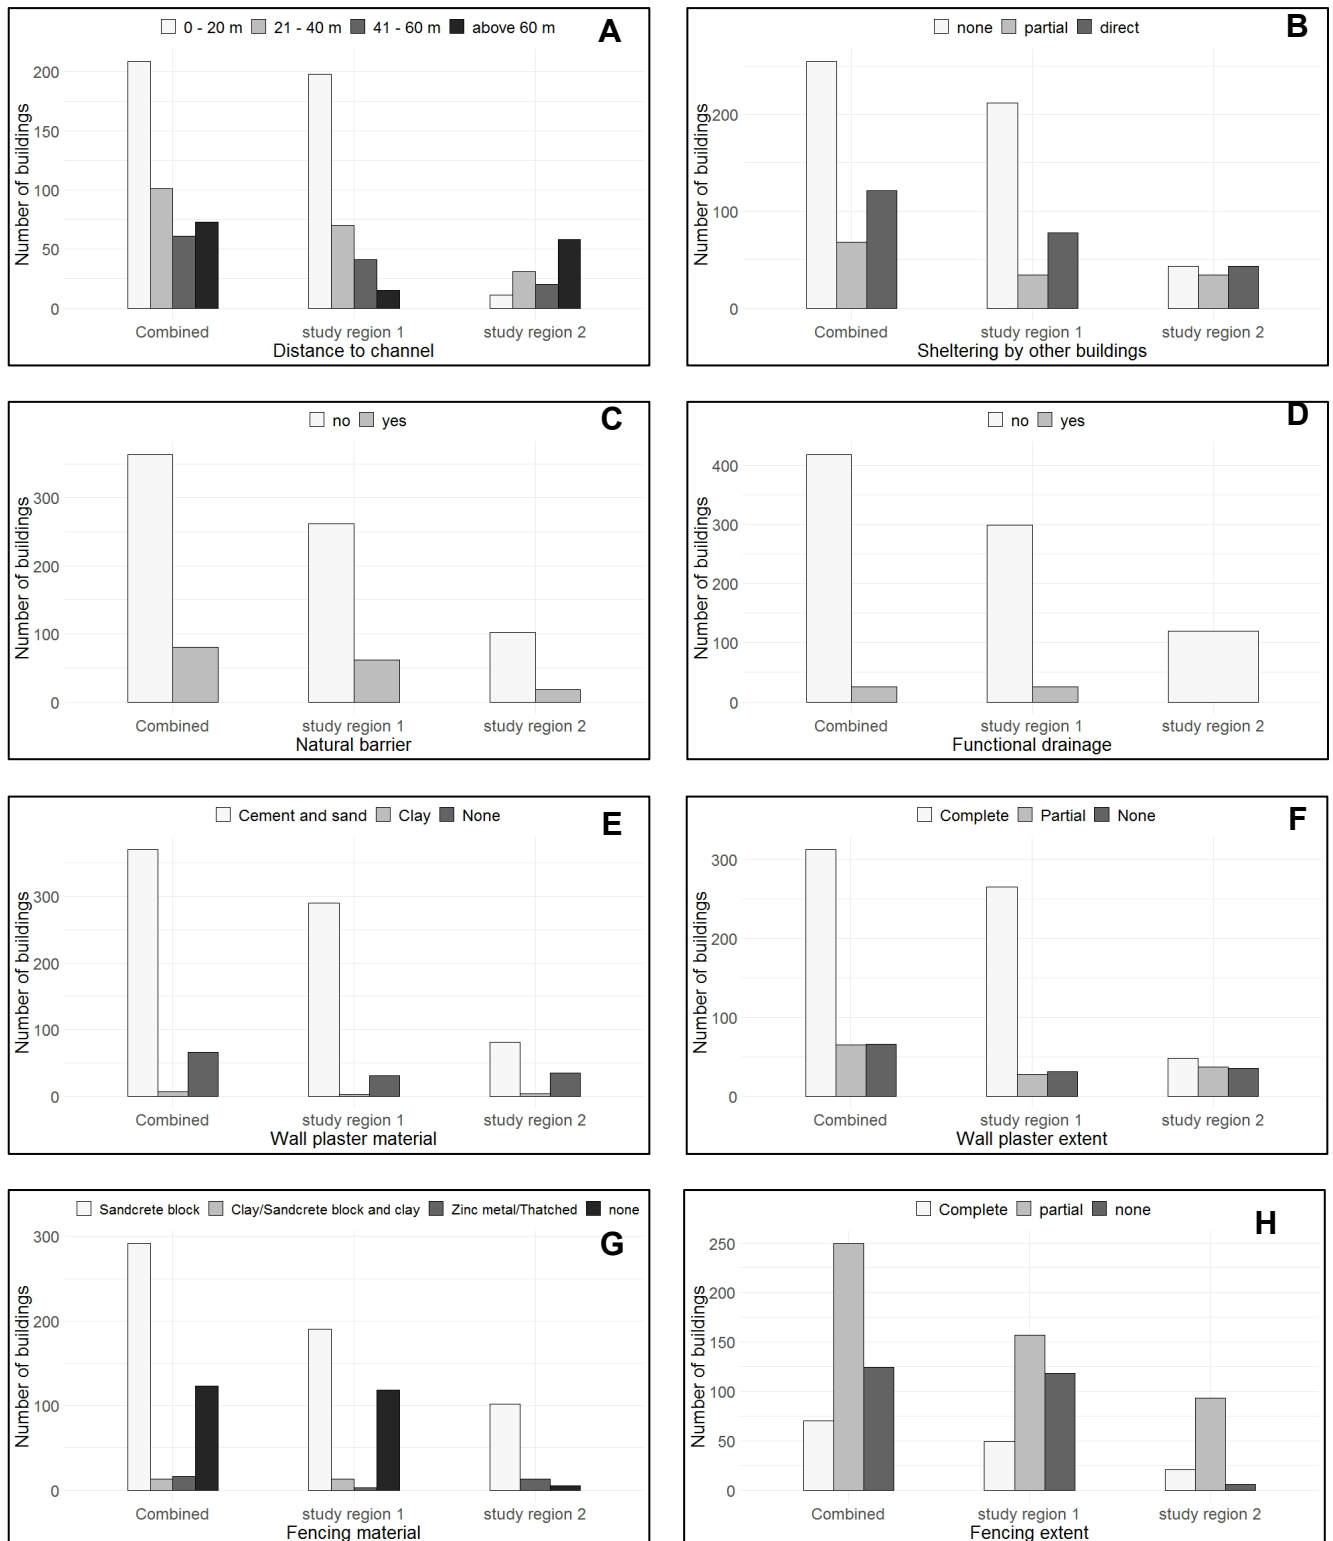 0 - 20 m 21 - 40 m 41 - 60 m above 60 m A
Number of buildings
200
150
100
50
0
Combined study region 1 study region 2
Distance to channel
none partial direct B
Number of buildings
200
100
0
Combined study region 1 study region 2
Sheltering by other buildings
no yes C
Number of buildings
300
200
100
0
Combined study region 1 study region 2
Natural barrier
no yes D
Number of buildings
400
300
200
100
0
Combined study region 1 study region 2
Functional drainage
Cement and sand Clay None E
Number of buildings
300
200
100
0
Combined study region 1 study region 2
Wall plaster material
Complete Partial None F
Number of buildings
300
200
100
0
Combined study region 1 study region 2
Wall plaster extent
Sandcrete block Clay/Sandcrete block and clay Zinc metal/Thatched none
G
Number of buildings
300
200
100
0
Combined study region 1 study region 2
Fencing material
Complete partial none H
Number of buildings
250
200
150
100
50
0
Combined study region 1 study region 2
Fencing extent